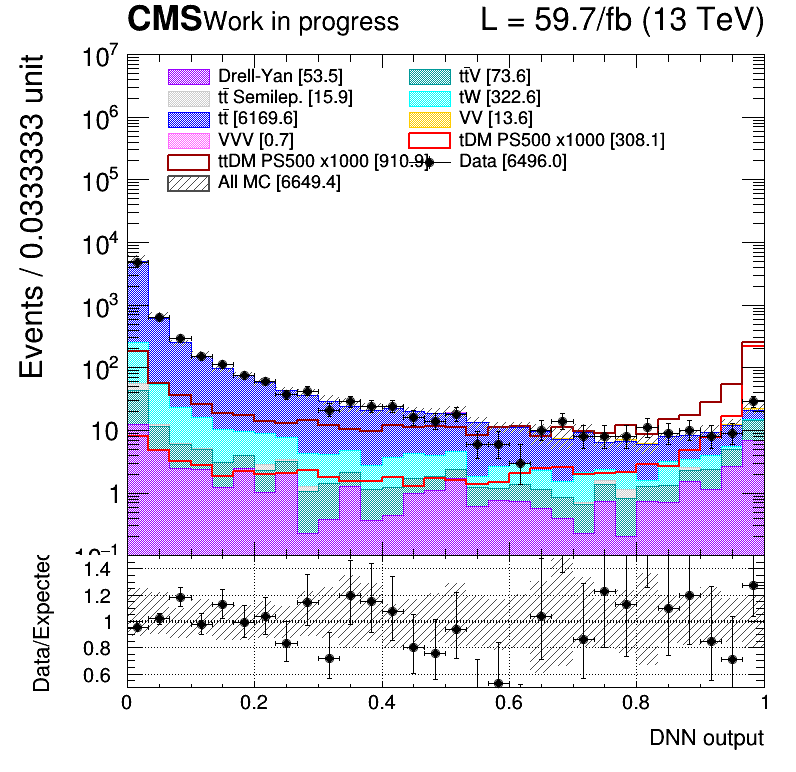 CMS Work in progress L = 59.7/fb (13 TeV)
Events / 0.0333333 unit
10⁷
10⁶
10⁵
10⁴
10³
10²
10
1
10⁻¹
Drell-Yan [53.5]
tt̄V [73.6]
tt̄ Semilep. [15.9]
tW [322.6]
tt̄ [6169.6]
VV [13.6]
VVV [0.7]
tDM PS500 x1000 [308.1]
ttDM PS500 x1000 [910.9]
Data [6496.0]
All MC [6649.4]
Data/Expected
1.4
1.2
1
0.8
0.6
0 0.2 0.4 0.6 0.8 1
DNN output